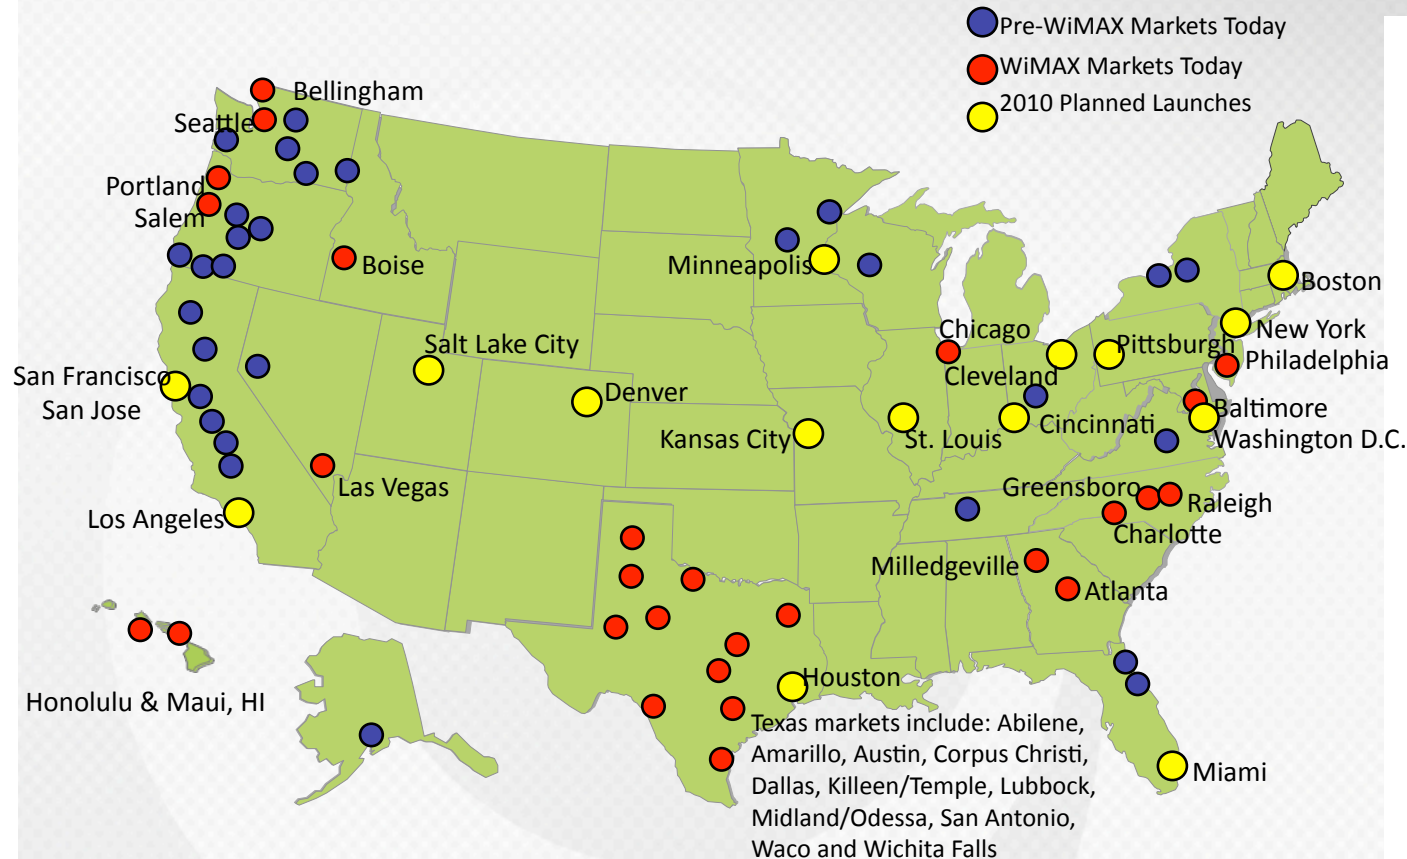 Pre-WiMAX Markets Today
WiMAX Markets Today
2010 Planned Launches
Bellingham
Seattle
Portland
Salem
Boise
Minneapolis
Boston
Chicago
New York
Pittsburgh
Philadelphia
Salt Lake City
Cleveland
San Francisco
San Jose
Denver
Baltimore
Kansas City
St. Louis
Cincinnati
Washington D.C.
Las Vegas
Greensboro
Raleigh
Los Angeles
Charlotte
Milledgeville
Atlanta
Houston
Honolulu & Maui, HI
Texas markets include: Abilene,
Amarillo, Austin, Corpus Christi,
Dallas, Killeen/Temple, Lubbock,
Midland/Odessa, San Antonio,
Waco and Wichita Falls
Miami